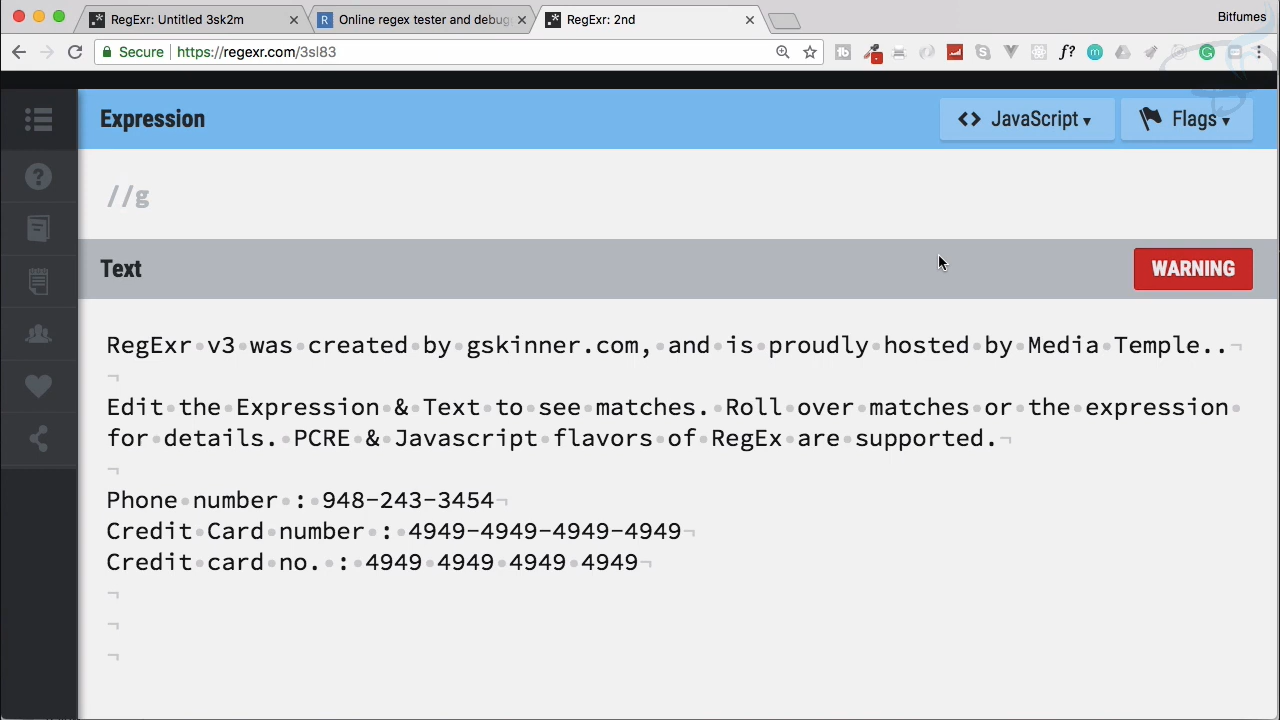 RegExr: Untitled 3sk2m
Online regex tester and debug
RegExr: 2nd
Bitfumes
Secure
https://regexr.com/3sl83
f?
Expression
<> JavaScript
Flags
//g
Text
WARNING
RegExr v3 was created by gskinner.com, and is proudly hosted by Media Temple..
Edit the Expression & Text to see matches. Roll over matches or the expression
for details. PCRE & Javascript flavors of RegEx are supported.
Phone number : 948-243-3454
Credit Card number : 4949-4949-4949-4949
Credit card no. : 4949 4949 4949 4949